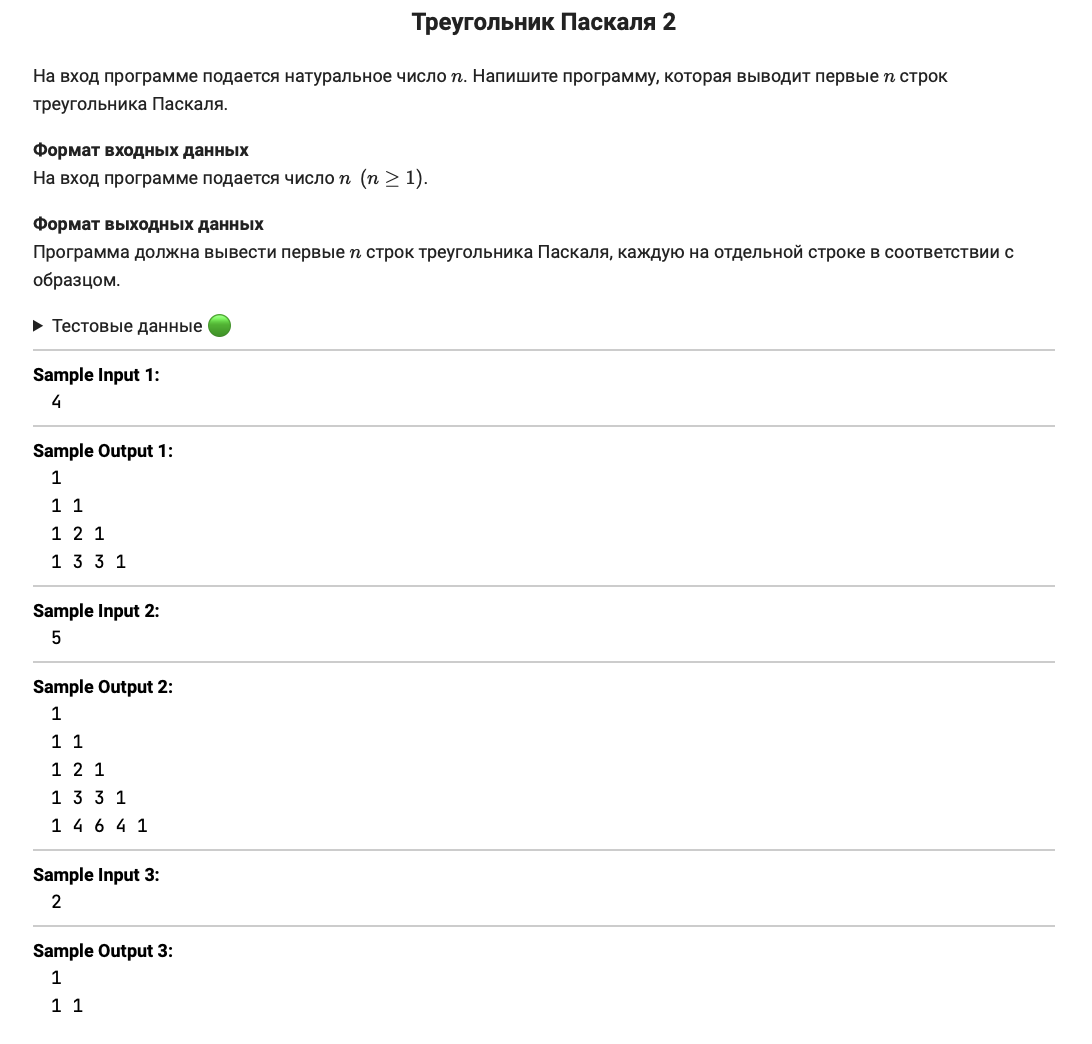 Треугольник Паскаля 2
На вход программе подается натуральное число n. Напишите программу, которая выводит первые n строк
треугольника Паскаля.
Формат входных данных
На вход программе подается число n (n ≥ 1).
Формат выходных данных
Программа должна вывести первые n строк треугольника Паскаля, каждую на отдельной строке в соответствии с
образцом.
Тестовые данные
Sample Input 1:
4
Sample Output 1:
1
1 1
1 2 1
1 3 3 1
Sample Input 2:
5
Sample Output 2:
1
1 1
1 2 1
1 3 3 1
1 4 6 4 1
Sample Input 3:
2
Sample Output 3:
1
1 1